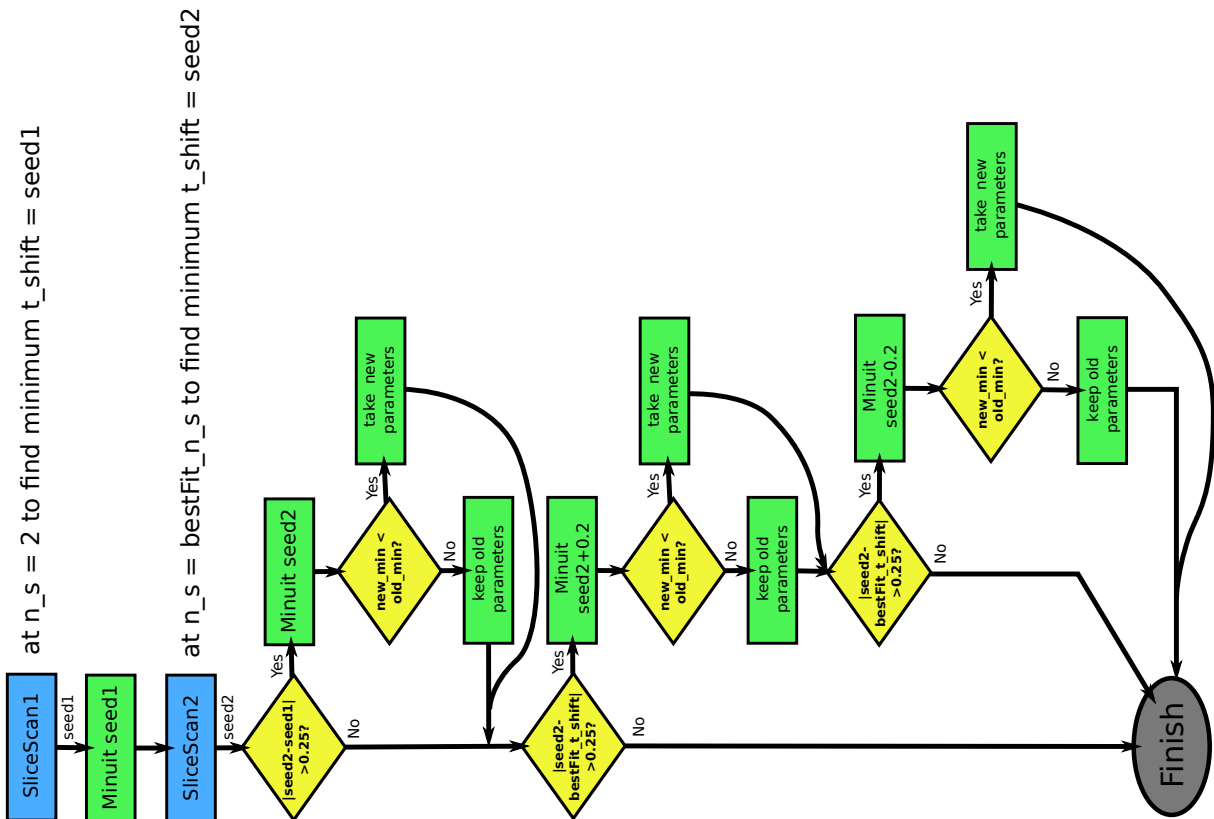 SliceScan1
at n_s = 2 to find minimum t_shift = seed1
seed1
Minuit seed1
SliceScan2
at n_s = bestFit_n_s to find minimum t_shift = seed2
seed2
|seed2-seed1|
>0.25?
Yes
No
Minuit seed2
new_min <
old_min?
Yes
No
take new
parameters
keep old
parameters
|seed2-
bestFit_t_shift|
>0.25?
Yes
No
Minuit
seed2+0.2
new_min <
old_min?
Yes
No
take new
parameters
keep old
parameters
|seed2-
bestFit_t_shift|
>0.25?
Yes
No
Minuit
seed2-0.2
new_min <
old_min?
Yes
No
take new
parameters
keep old
parameters
Finish